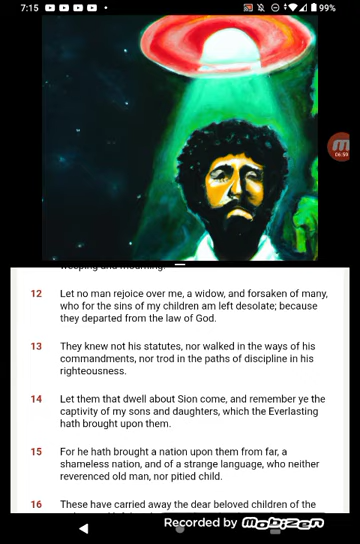 7:15
99%
06:59
weeping and mourning.
12 Let no man rejoice over me, a widow, and forsaken of many,
who for the sins of my children am left desolate; because
they departed from the law of God.
13 They knew not his statutes, nor walked in the ways of his
commandments, nor trod in the paths of discipline in his
righteousness.
14 Let them that dwell about Sion come, and remember ye the
captivity of my sons and daughters, which the Everlasting
hath brought upon them.
15 For he hath brought a nation upon them from far, a
shameless nation, and of a strange language, who neither
reverenced old man, nor pitied child.
16 These have carried away the dear beloved children of the
Recorded by Mobizen